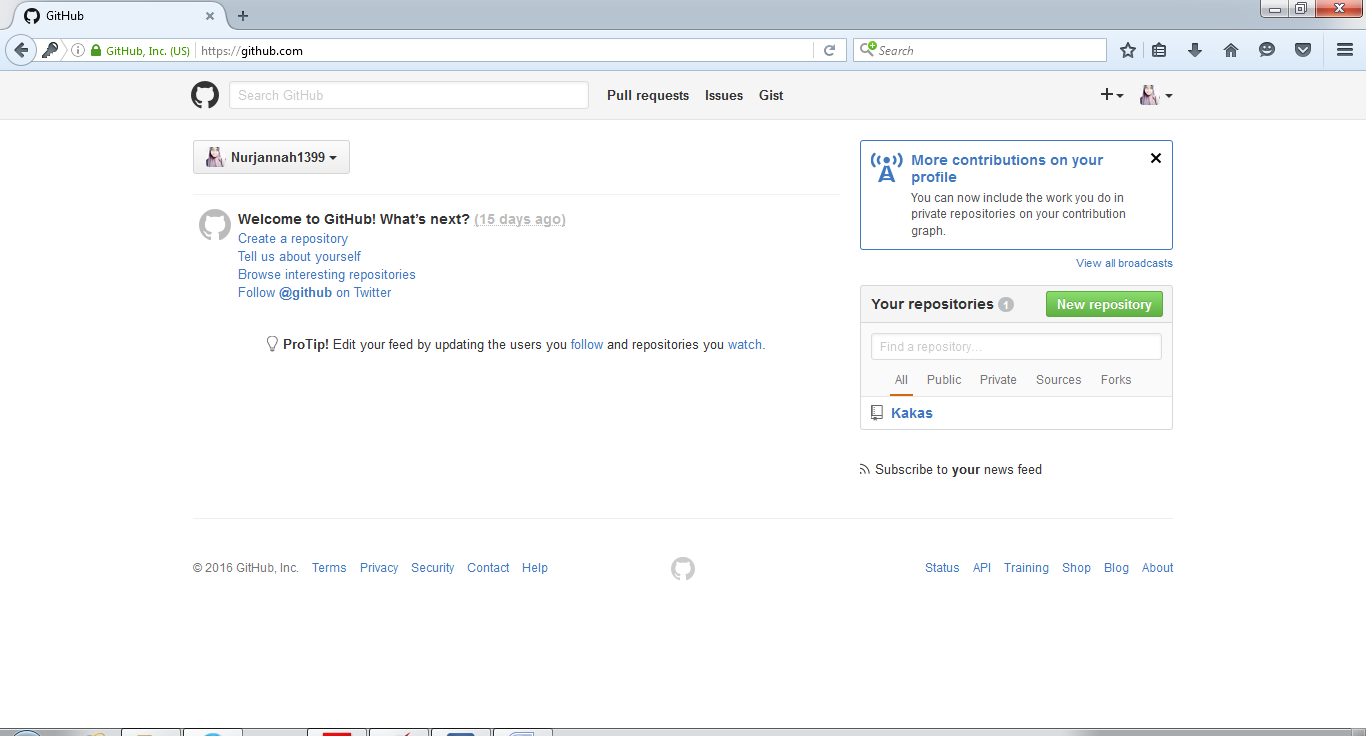 GitHub
GitHub, Inc. (US) https://github.com
Search
Search GitHub
Pull requests Issues Gist
Nurjannah1399
Welcome to GitHub! What's next? (15 days ago)
Create a repository
Tell us about yourself
Browse interesting repositories
Follow @github on Twitter
ProTip! Edit your feed by updating the users you follow and repositories you watch.
More contributions on your
profile
You can now include the work you do in
private repositories on your contribution
graph.
View all broadcasts
Your repositories 1
New repository
Find a repository...
All Public Private Sources Forks
Kakas
Subscribe to your news feed
© 2016 GitHub, Inc. Terms Privacy Security Contact Help
Status API Training Shop Blog About